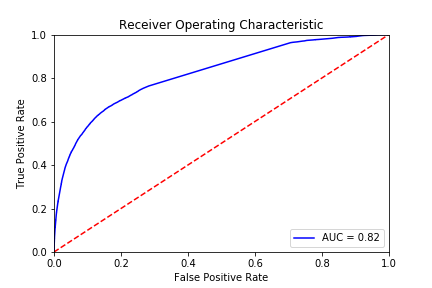 Receiver Operating Characteristic
1.0
0.8
0.6
0.4
0.2
0.0
True Positive Rate
AUC = 0.82
0.0 0.2 0.4 0.6 0.8 1.0
False Positive Rate